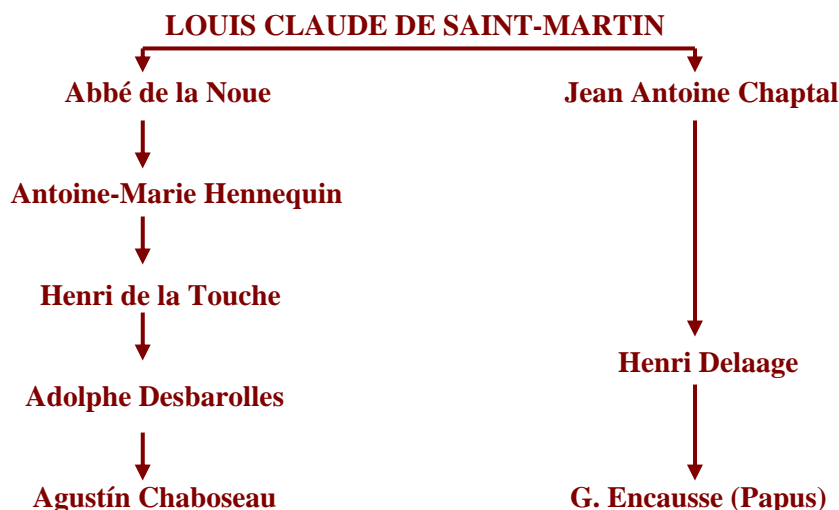 LOUIS CLAUDE DE SAINT-MARTIN
Abbé de la Noue
Jean Antoine Chaptal
Antoine-Marie Hennequin
Henri de la Touche
Henri Delaage
Adolphe Desbarolles
Agustín Chaboseau
G. Encausse (Papus)